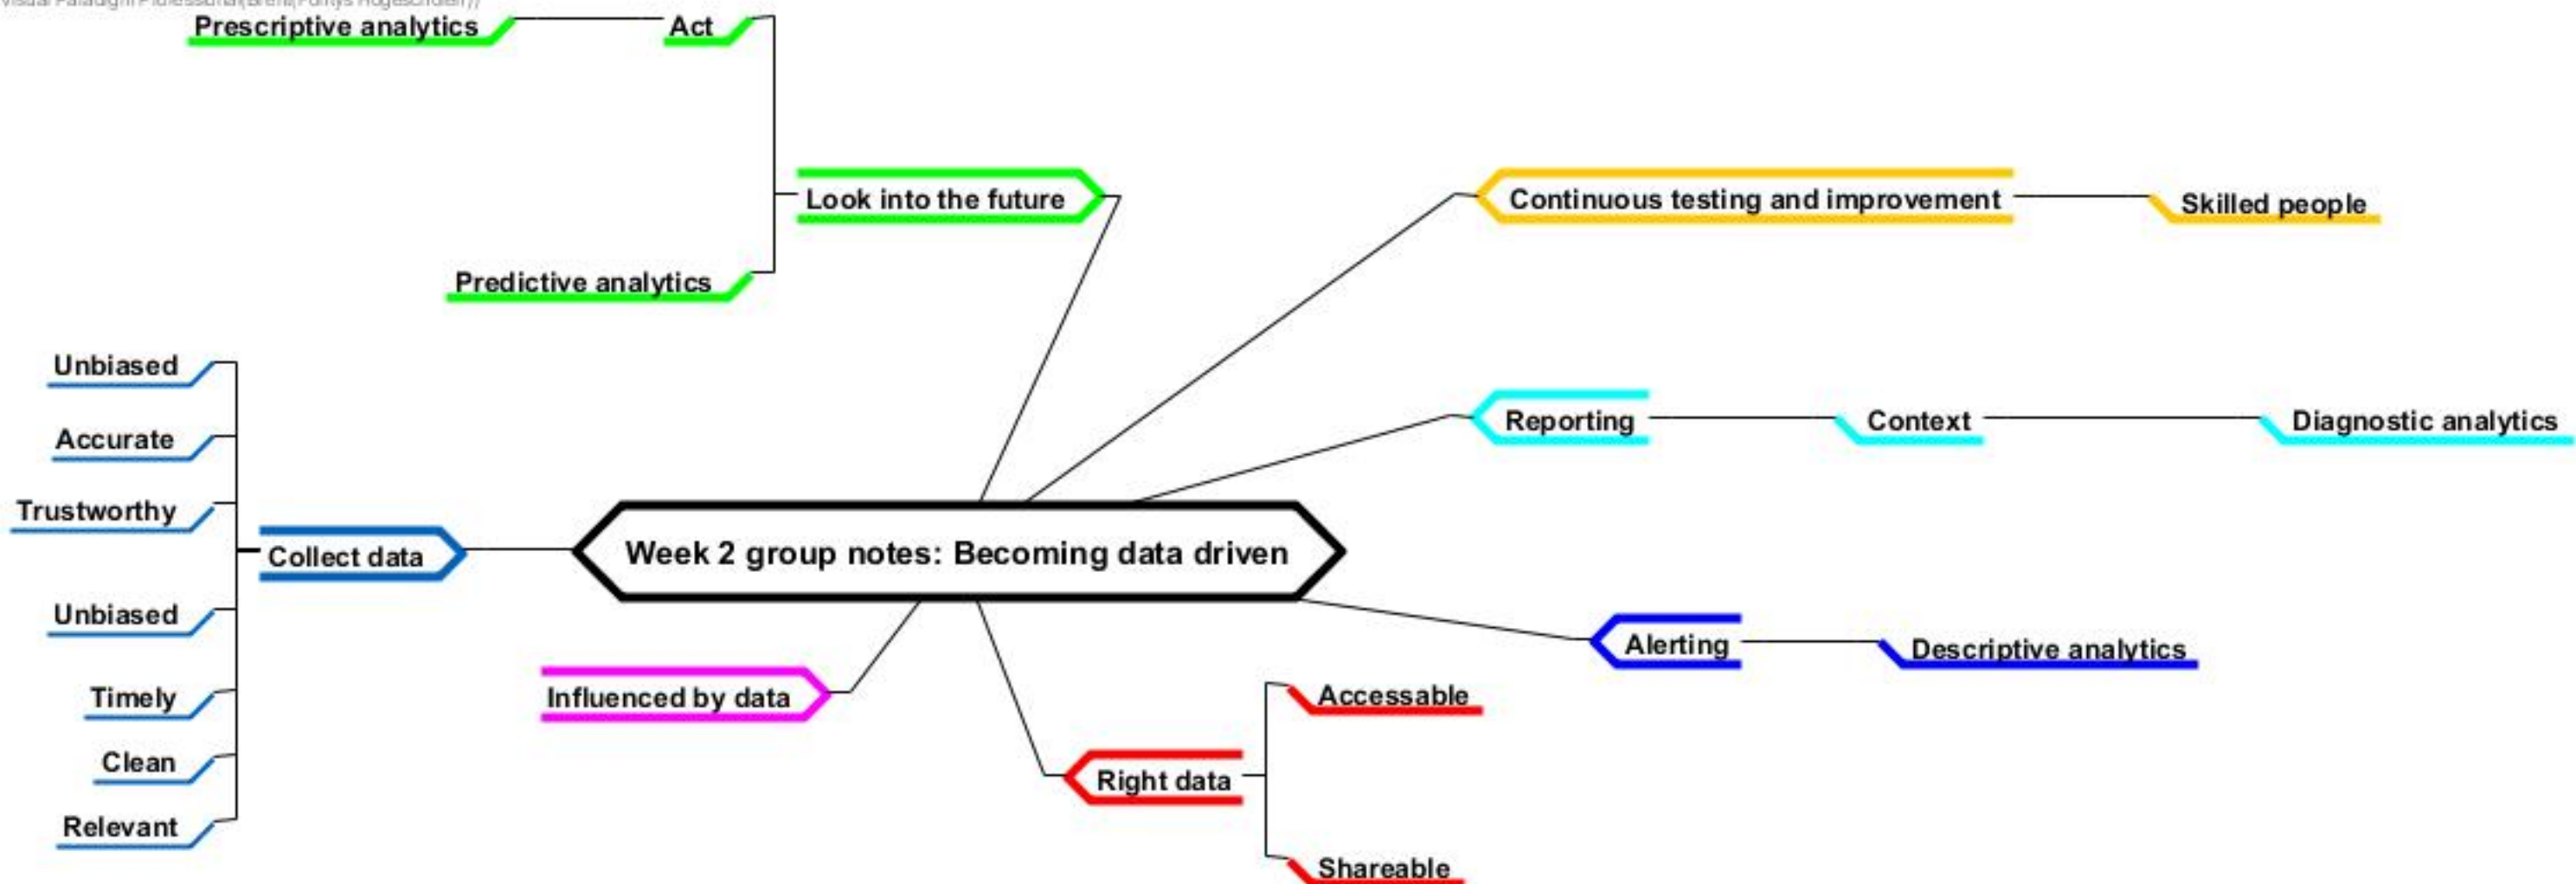 Prescriptive analytics
Act
Look into the future
Predictive analytics
Continuous testing and improvement
Skilled people
Reporting
Context
Diagnostic analytics
Unbiased
Accurate
Trustworthy
Collect data
Unbiased
Timely
Clean
Relevant
Week 2 group notes: Becoming data driven
Influenced by data
Alerting
Descriptive analytics
Right data
Accessable
Shareable